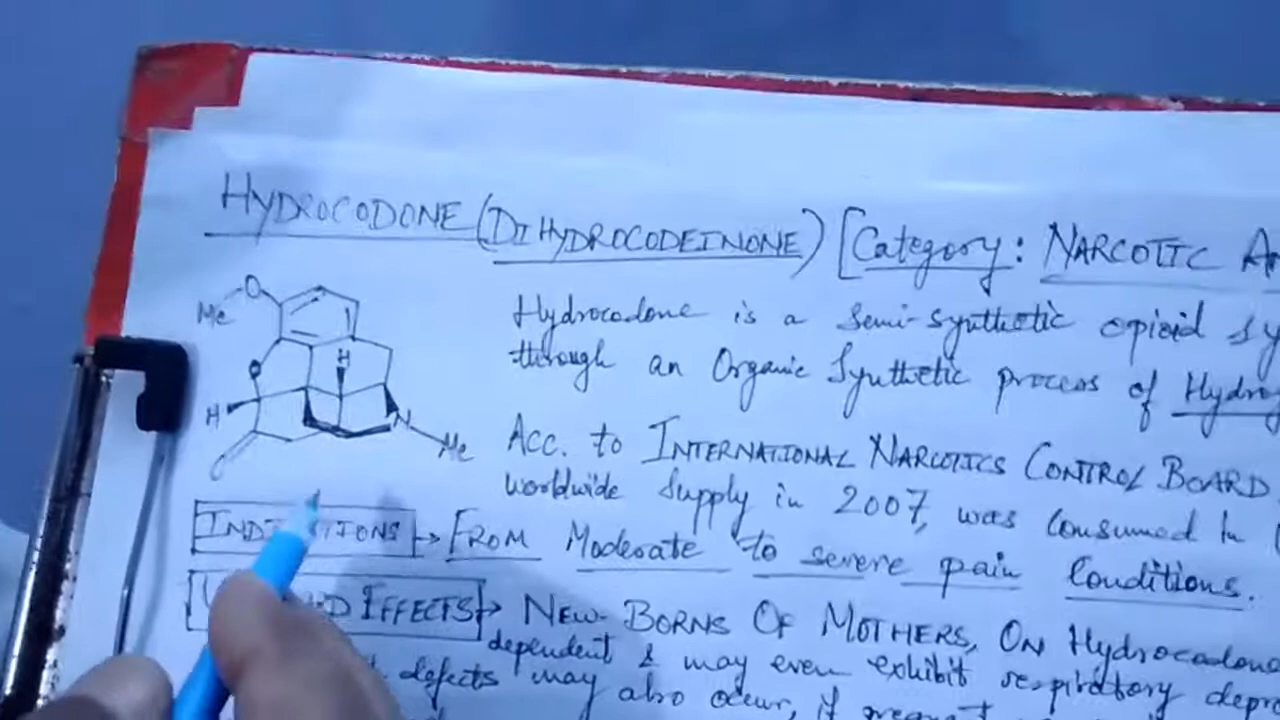 HYDROCODONE (DIHYDROCODEINONE) [Category: NARCOTIC
Me O
O
H
H
N
Me
O
Hydrocodone is a Semi-synthetic opioid
through an Organic Synthetic process of
Acc. to INTERNATIONAL NARCOTICS CONTROL BOARD
worldwide supply in 2007, was Consumed in
FROM Moderate to severe pain Conditions.
EFFECTS → NEW-BORNS OF MOTHERS, ON Hydrocodone
dependent & may even exhibit respiratory
defects may also occur, if